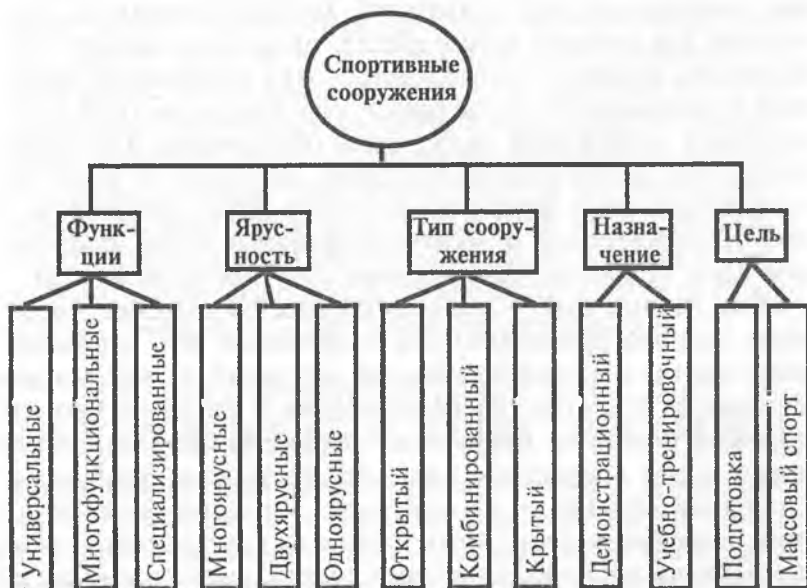 Спортивные
сооружения
Функ-
ции
Ярус-
ность
Тип соору-
жения
Назна-
чение
Цель
Универсальные
Многофункциональные
Специализированные
Многоярусные
Двухярусные
Одноярусные
Открытый
Комбинированный
Крытый
Демонстрационный
Учебно-тренировочный
Подготовка
Массовый спорт